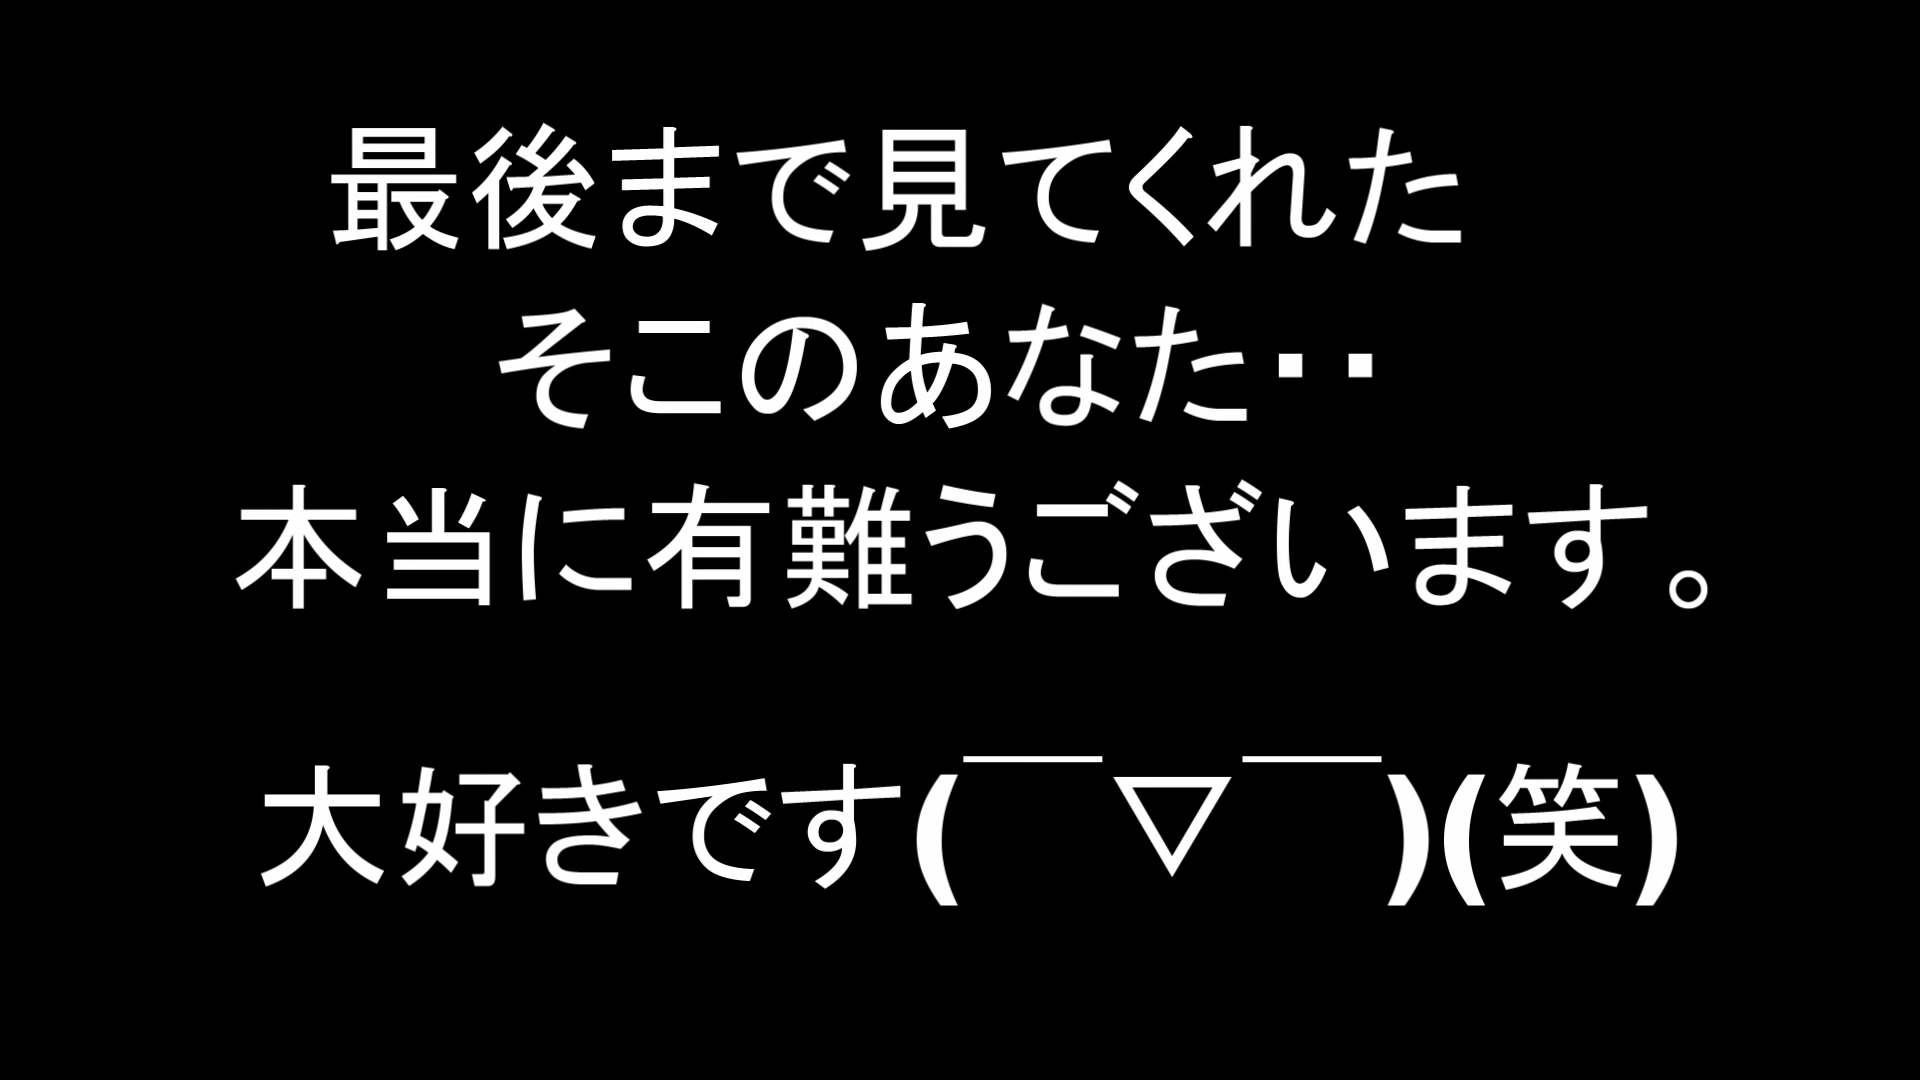 最後まで見てくれた
そこのあなた・・
本当に有難うございます。
大好きです(￣▽￣)(笑)